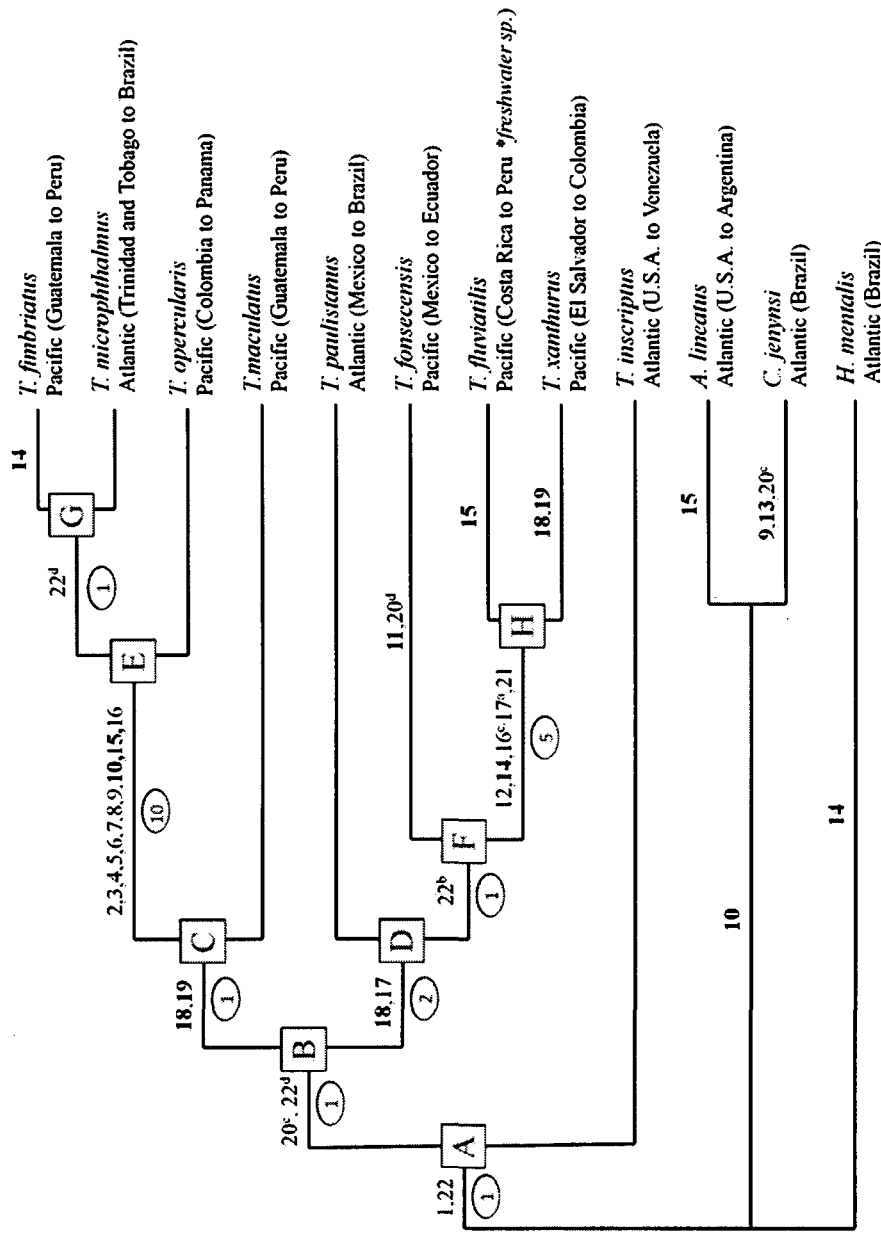 T. fimbriatus
Pacific (Guatemala to Peru)
T. microphthalmus
Atlantic (Trinidad and Tobago to Brazil)
T. opercularis
Pacific (Colombia to Panama)
T.maculatus
Pacific (Guatemala to Peru)
T. paulistanus
Atlantic (Mexico to Brazil)
T. fonsecensis
Pacific (Mexico to Ecuador)
T. fluviatilis
Pacific (Costa Rica to Peru *freshwater sp.)
T. xanthurus
Pacific (El Salvador to Colombia)
T. inscriptus
Atlantic (U.S.A. to Venezuela)
A. lineatus
Atlantic (U.S.A. to Argentina)
C. jenynsi
Atlantic (Brazil)
H. mentalis
Atlantic (Brazil)
14
G
22ᵈ
1
E
2,3,4,5,6,7,8,9,10,15,16
10
C
18.19
1
B
20ᶜ, 22ᵈ
1
D
18,17
2
11,20ᵈ
F
22ᵇ
1
15
H
18.19
12,14,16ᶜ,17ᵃ,21
5
A
1.22
1
15
9.13.20ᶜ
10
14